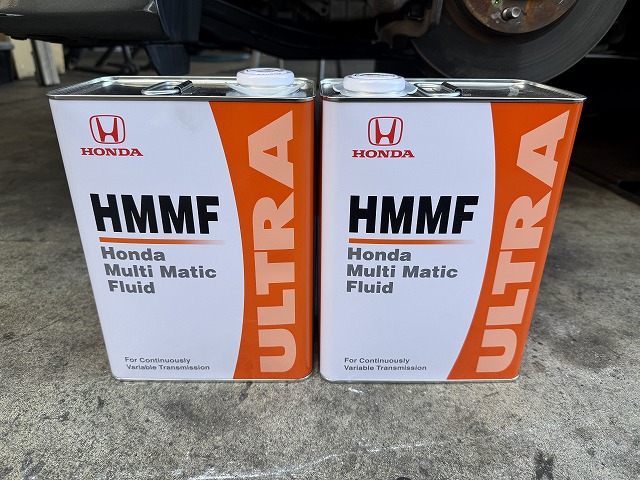 HONDA
HMMF
Honda
Multi Matic
Fluid
For Continuously
Variable Transmission
ULTRA
HONDA
HMMF
Honda
Multi Matic
Fluid
For Continuously
Variable Transmission
ULTRA